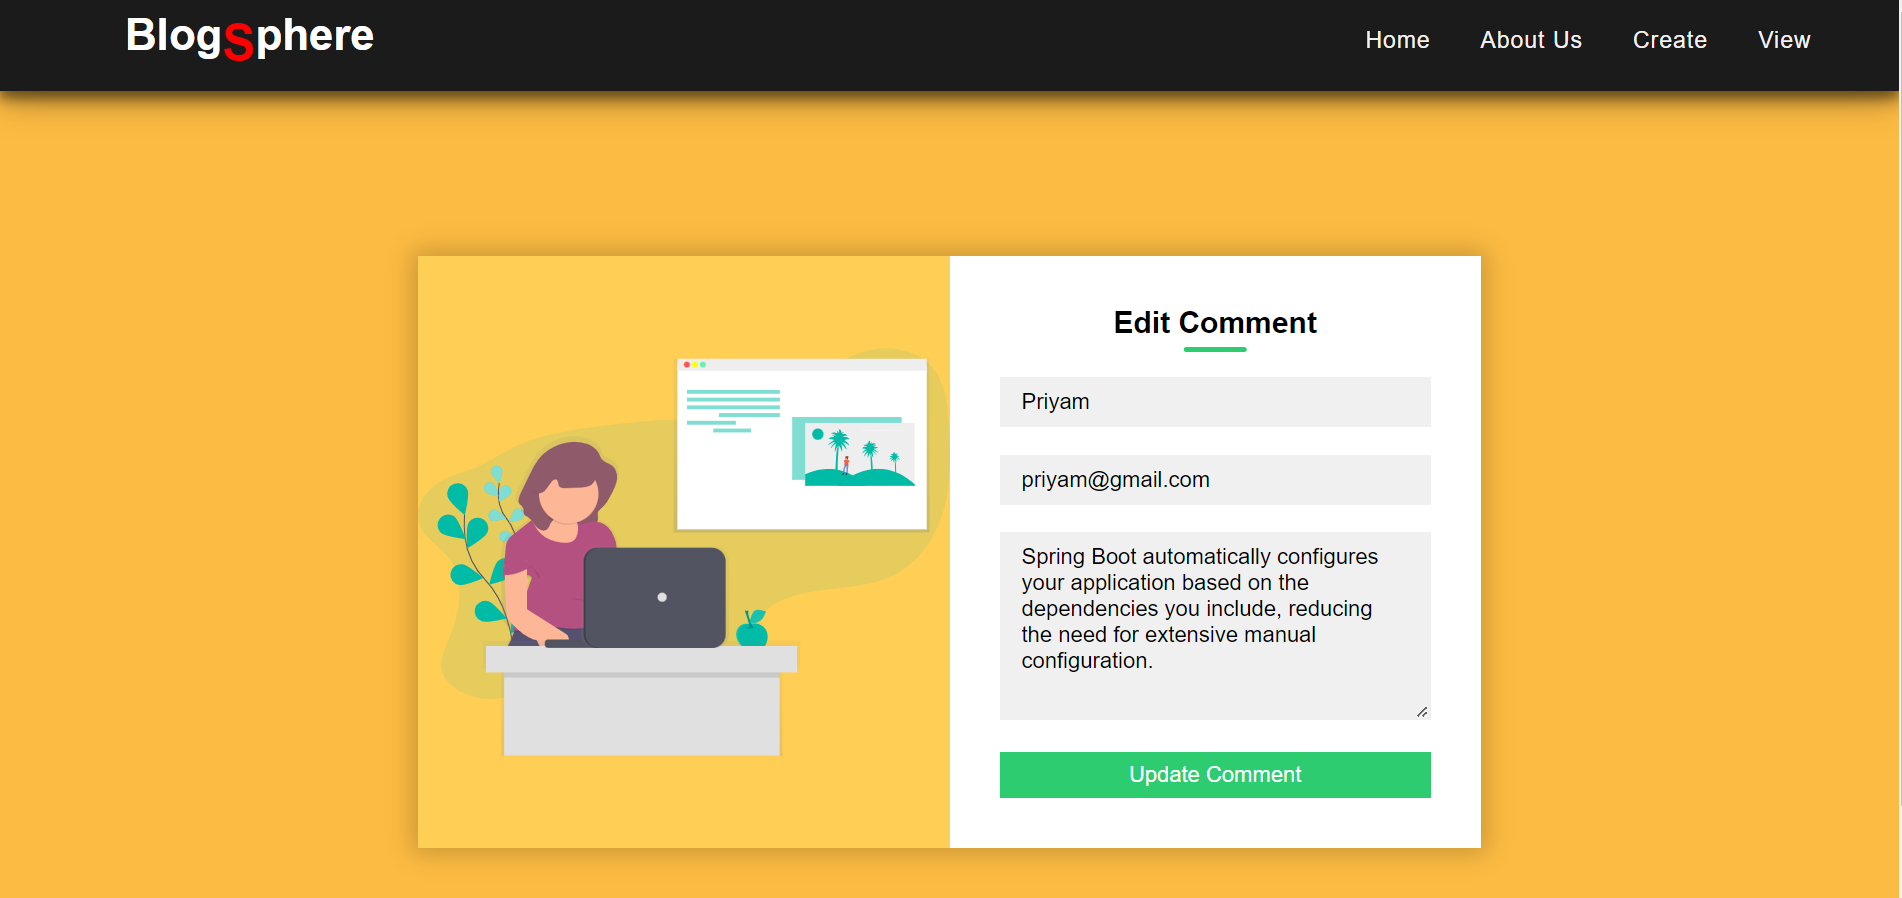 BlogSphere
Home About Us Create View
Edit Comment
Priyam
priyam@gmail.com
Spring Boot automatically configures
your application based on the
dependencies you include, reducing
the need for extensive manual
configuration.
Update Comment